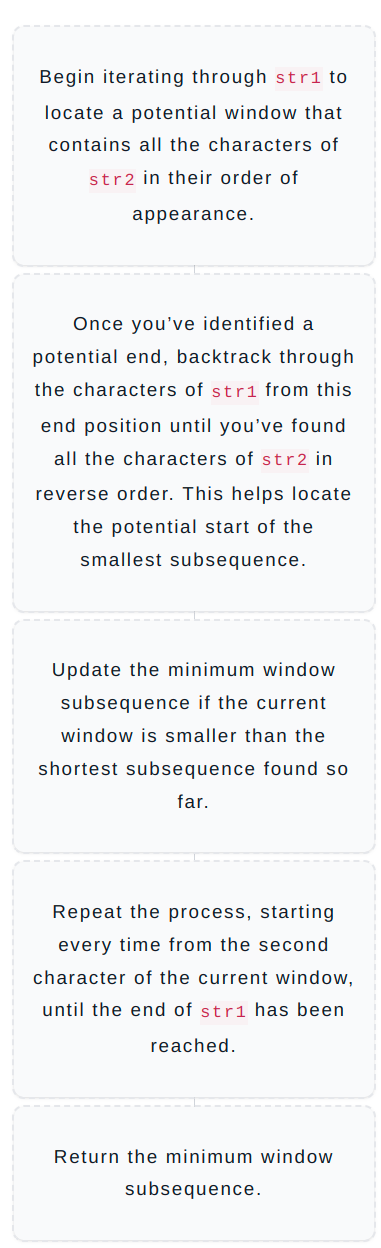 Begin iterating through str1 to
locate a potential window that
contains all the characters of
str2 in their order of
appearance.
Once you’ve identified a
potential end, backtrack through
the characters of str1 from this
end position until you’ve found
all the characters of str2 in
reverse order. This helps locate
the potential start of the
smallest subsequence.
Update the minimum window
subsequence if the current
window is smaller than the
shortest subsequence found so
far.
Repeat the process, starting
every time from the second
character of the current window,
until the end of str1 has been
reached.
Return the minimum window
subsequence.